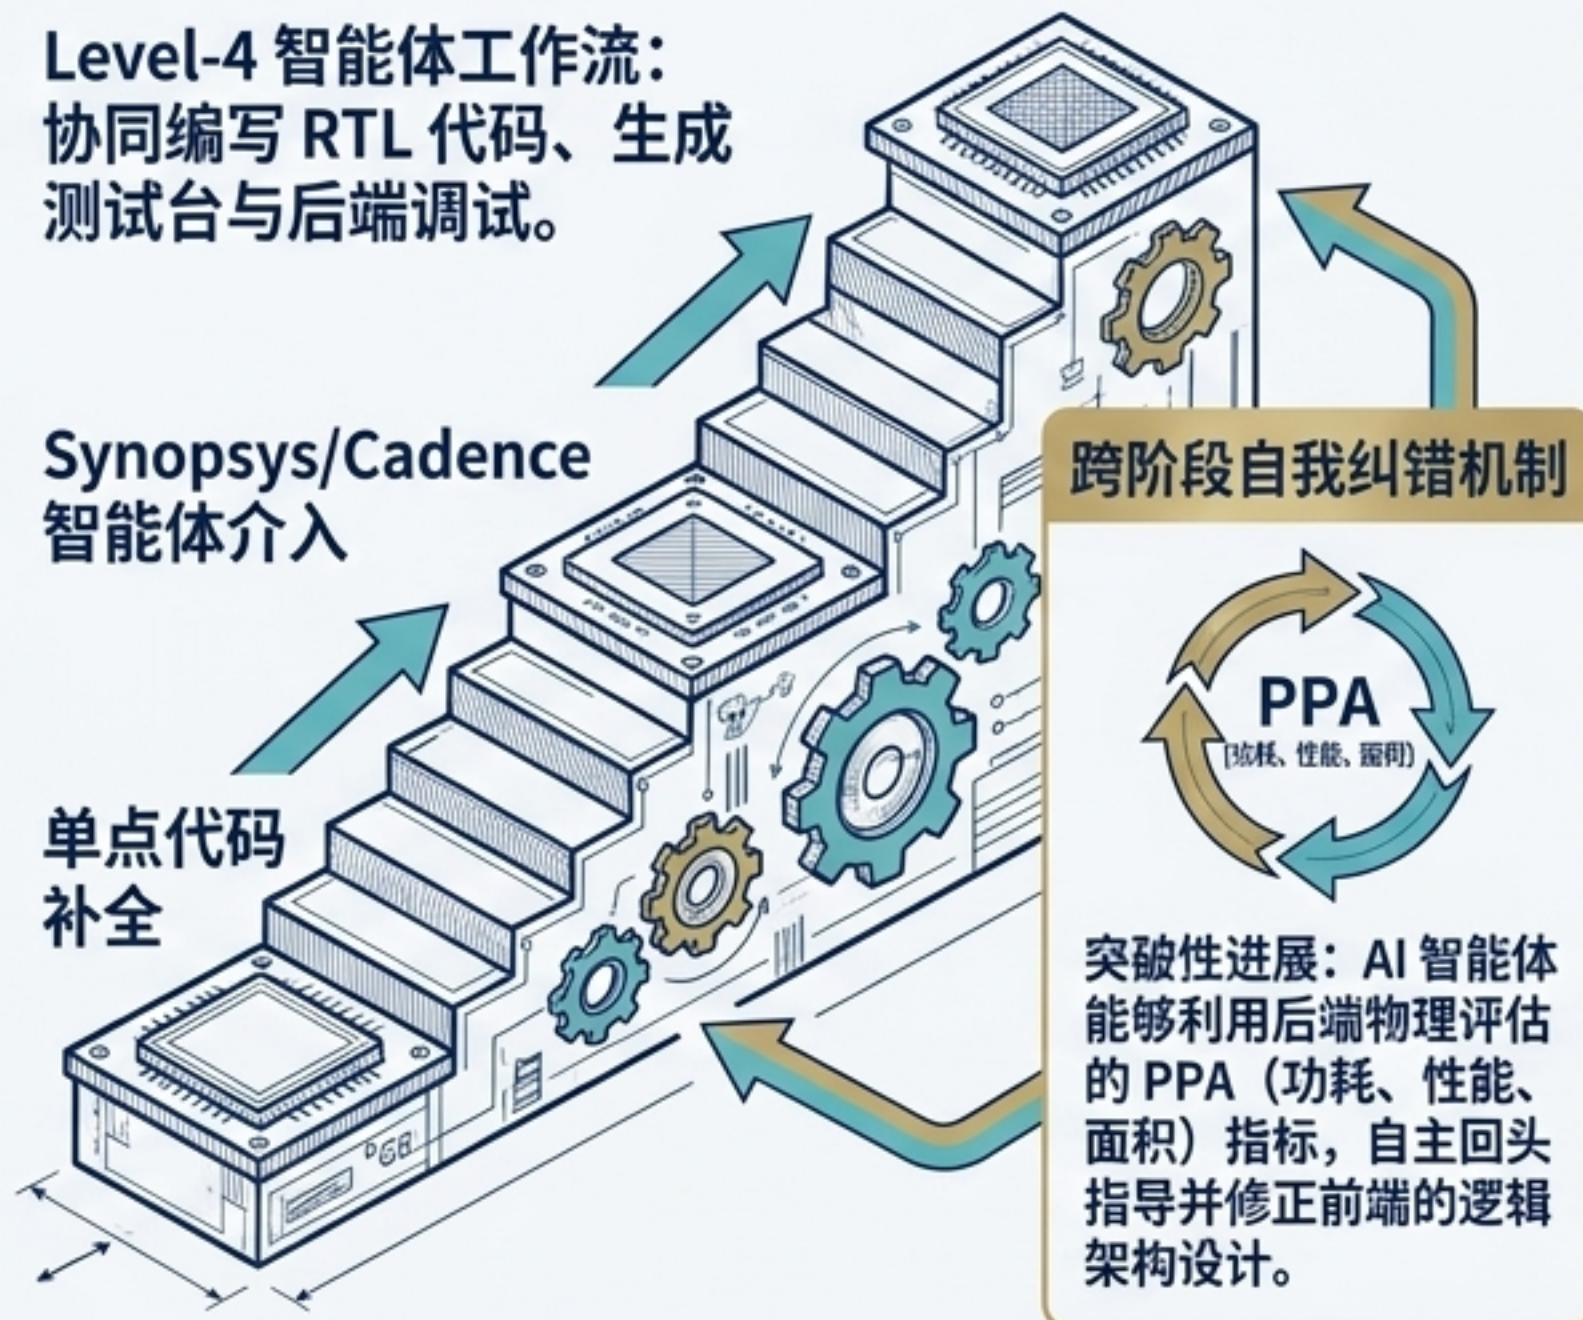 Level-4 智能体工作流：
协同编写 RTL 代码、生成
测试台与后端调试。
Synopsys/Cadence
智能体介入
单点代码
补全
跨阶段自我纠错机制
PPA
性能、
突破性进展：AI 智能体
能够利用后端物理评估
的 PPA（功耗、性能、
面积）指标，自主回头
指导并修正前端的逻辑
架构设计。